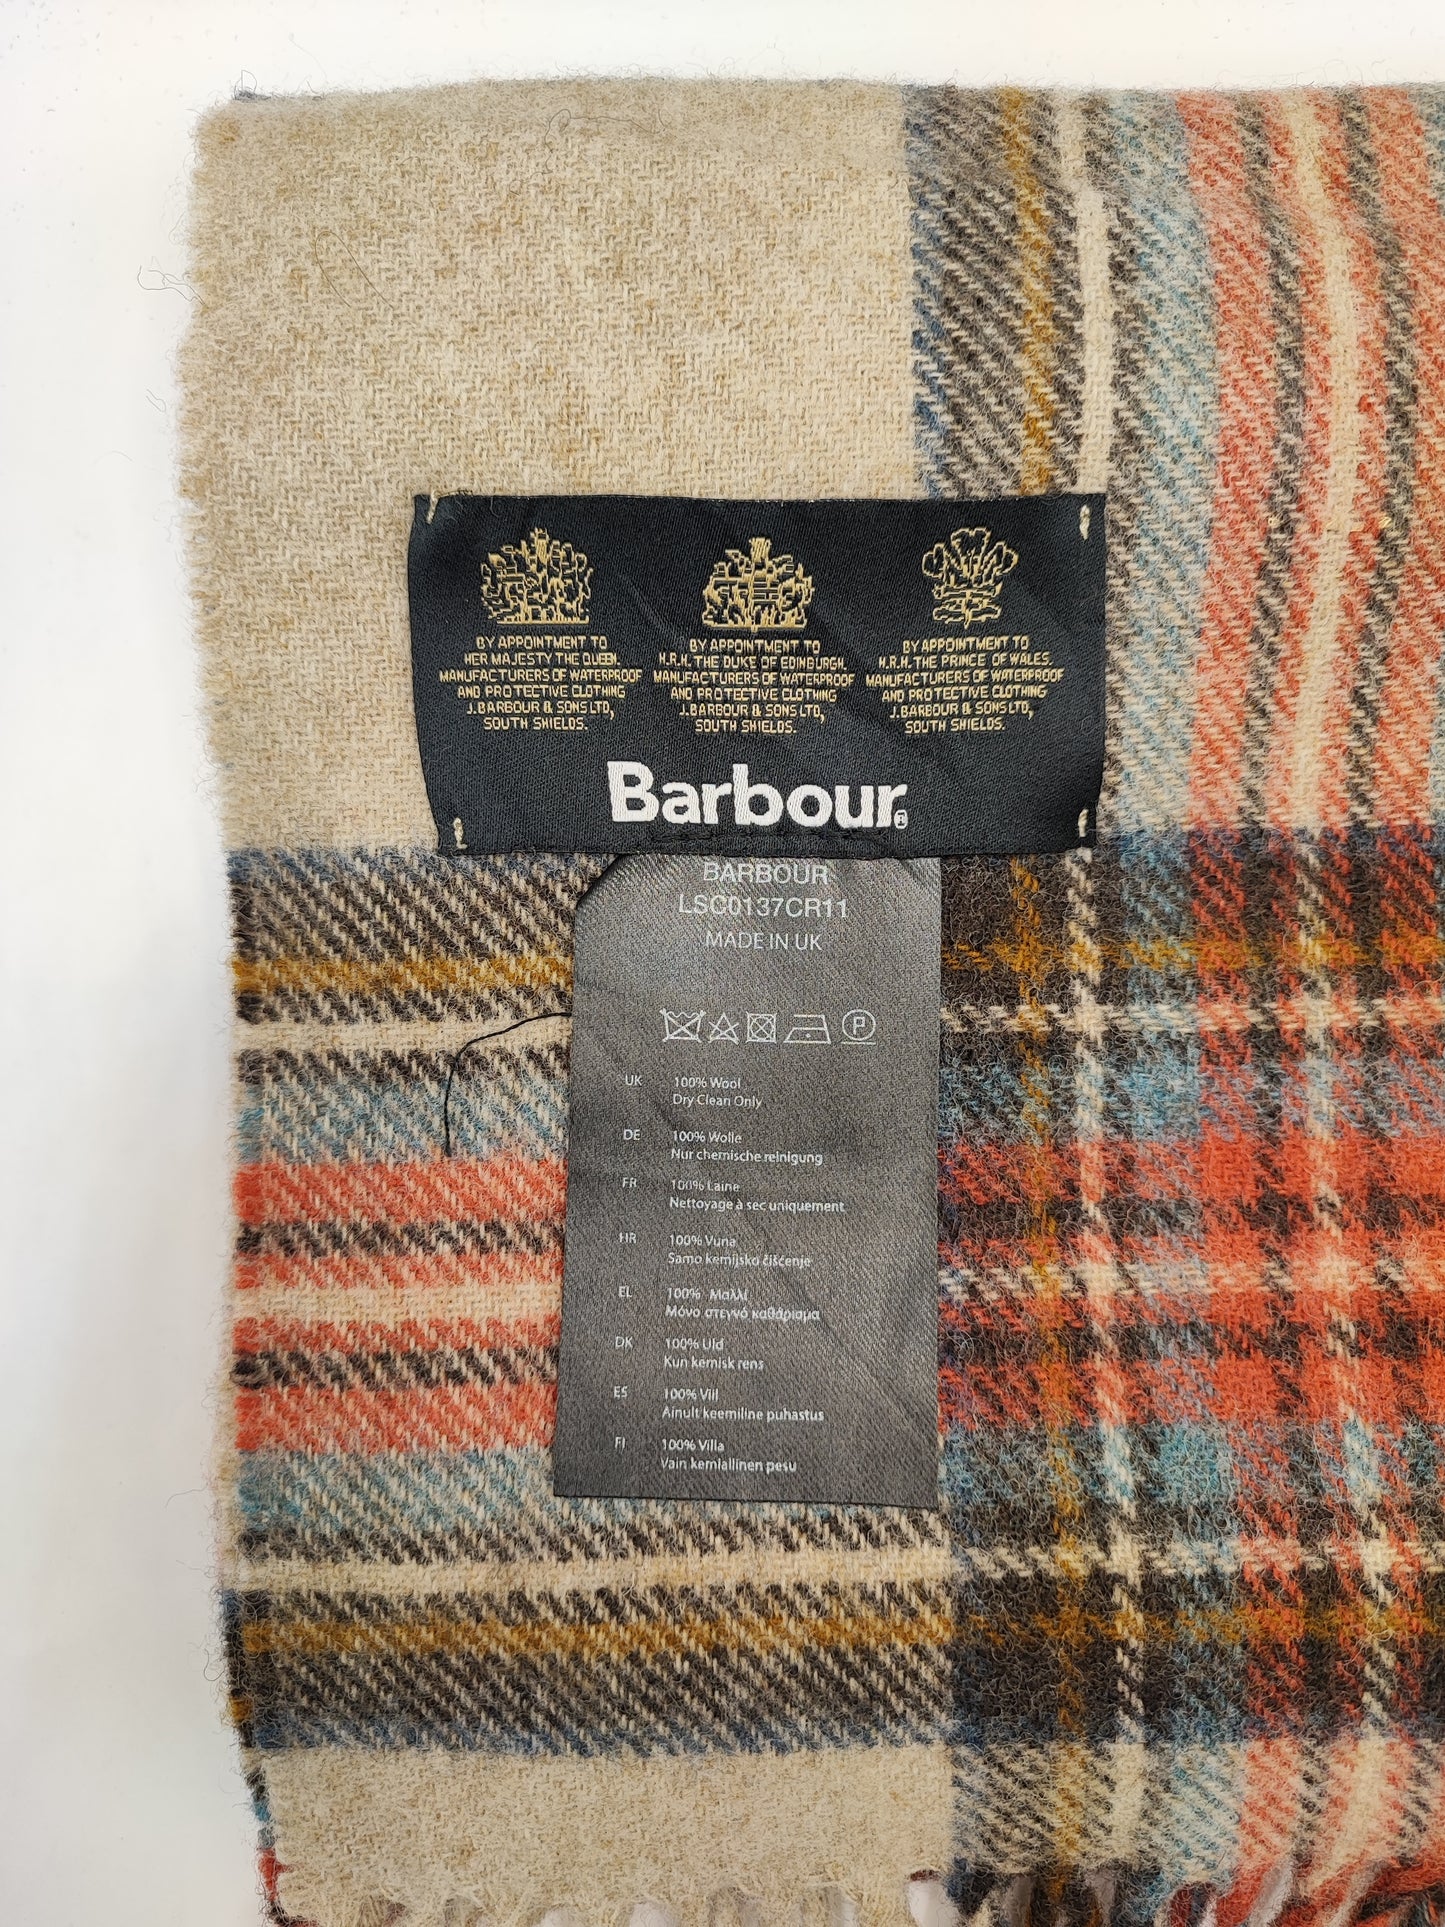 BY APPOINTMENT TO
HER MAJESTY THE QUEEN.
MANUFACTURERS OF WATERPROOF
AND PROTECTIVE CLOTHING
J.BARBOUR & SONS LTD,
SOUTH SHIELDS.
BY APPOINTMENT TO
H.R.H. THE DUKE OF EDINBURGH.
MANUFACTURERS OF WATERPROOF
AND PROTECTIVE CLOTHING
J.BARBOUR & SONS LTD,
SOUTH SHIELDS.
BY APPOINTMENT TO
H.R.H. THE PRINCE OF WALES.
MANUFACTURERS OF WATERPROOF
AND PROTECTIVE CLOTHING
J.BARBOUR & SONS LTD,
SOUTH SHIELDS.
Barbour®
BARBOUR
LSC0137CR11
MADE IN UK
P
UK 100% Wool
Dry Clean Only
DE 100% Wolle
Nur chemische reinigung
FR 100% Laine
Nettoyage à sec uniquement
HR 100% Vuna
Samo kemijsko čišćenje
EL 100% Μαλλί
Μόνο στεγνό καθάρισμα
DK 100% Uld
Kun kemisk rens
ES 100% Vill
Ainult keemiline puhastus
FI 100% Villa
Vain kemiallinen pesu